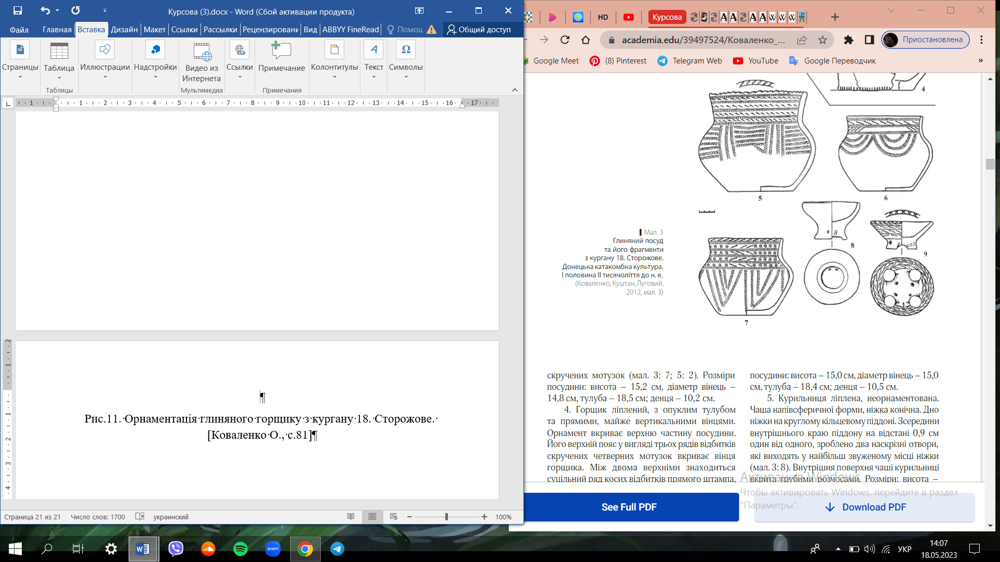 Курсова (3).docx - Word (Сбой активации продукта)
Файл Главная Вставка Дизайн Макет Ссылки Рассылки Рецензировани Вид ABBYY FineRead Помощ Общий доступ
Страницы Таблица Иллюстрации Надстройки Видео из Интернета Ссылки Примечание Колонтитулы Текст Символы
Таблицы Мультимедиа Примечания
1 1 2 3 4 5 6 7 8 9 10 11 12 13 14 15 16 17
Рис.11. Орнаментація глиняного горщику з кургану 18. Сторожове.
[Коваленко О., с.81]¶
Страница 21 из 21 Число слов: 1700 украинский 100%
HD Курсова
academia.edu/39497524/Коваленко_... Приостановлена
Google Meet (8) Pinterest Telegram Web YouTube Google Переводчик »
4
5
6
8
9
7
Мал. 3
Глиняний посуд
та його фрагменти
з кургану 18. Сторожове.
Донецька катакомбна культура.
І половина ІІ тисячоліття до н. е.
(Коваленко, Куштан, Луговий,
2012, мал. 3)
скручених мотузок (мал. 3: 7; 5: 2). Розміри
посудини: висота – 15,2 см, діаметр вінець –
14,8 см, тулуба – 18,5 см; денця – 10,2 см.
4. Горщик ліплений, з опуклим тулубом
та прямими, майже вертикальними вінцями.
Орнамент вкриває верхню частину посудини.
Його верхній пояс у вигляді трьох рядів відбитків
скручених четверних мотузок вкриває вінця
горщика. Між двома верхніми знаходиться
суцільний ряд косих відбитків прямого штампа,
посудини: висота – 15,0 см, діаметр вінець – 15,0
см, тулуба – 18,4 см; денця – 10,5 см.
5. Курильниця ліплена, неорнаментована.
Чаша напівсферичної форми, ніжка конічна. Дно
ніжки на круглому кільцевому піддоні. Зсередини
внутрішнього краю піддону на відстані 0,9 см
один від одного, зроблено два наскрізні отвори,
які виходять у найбільш звуженому місці ніжки
(мал. 3: 8). Внутрішня поверхня чаші курильниці
вкрита грубими розчосами. Розміри: висота –
Активация Windows
Чтобы активировать Windows, перейдите в раздел
"Параметры".
See Full PDF
Download PDF
zoom
УКР
14:07
18.05.2023